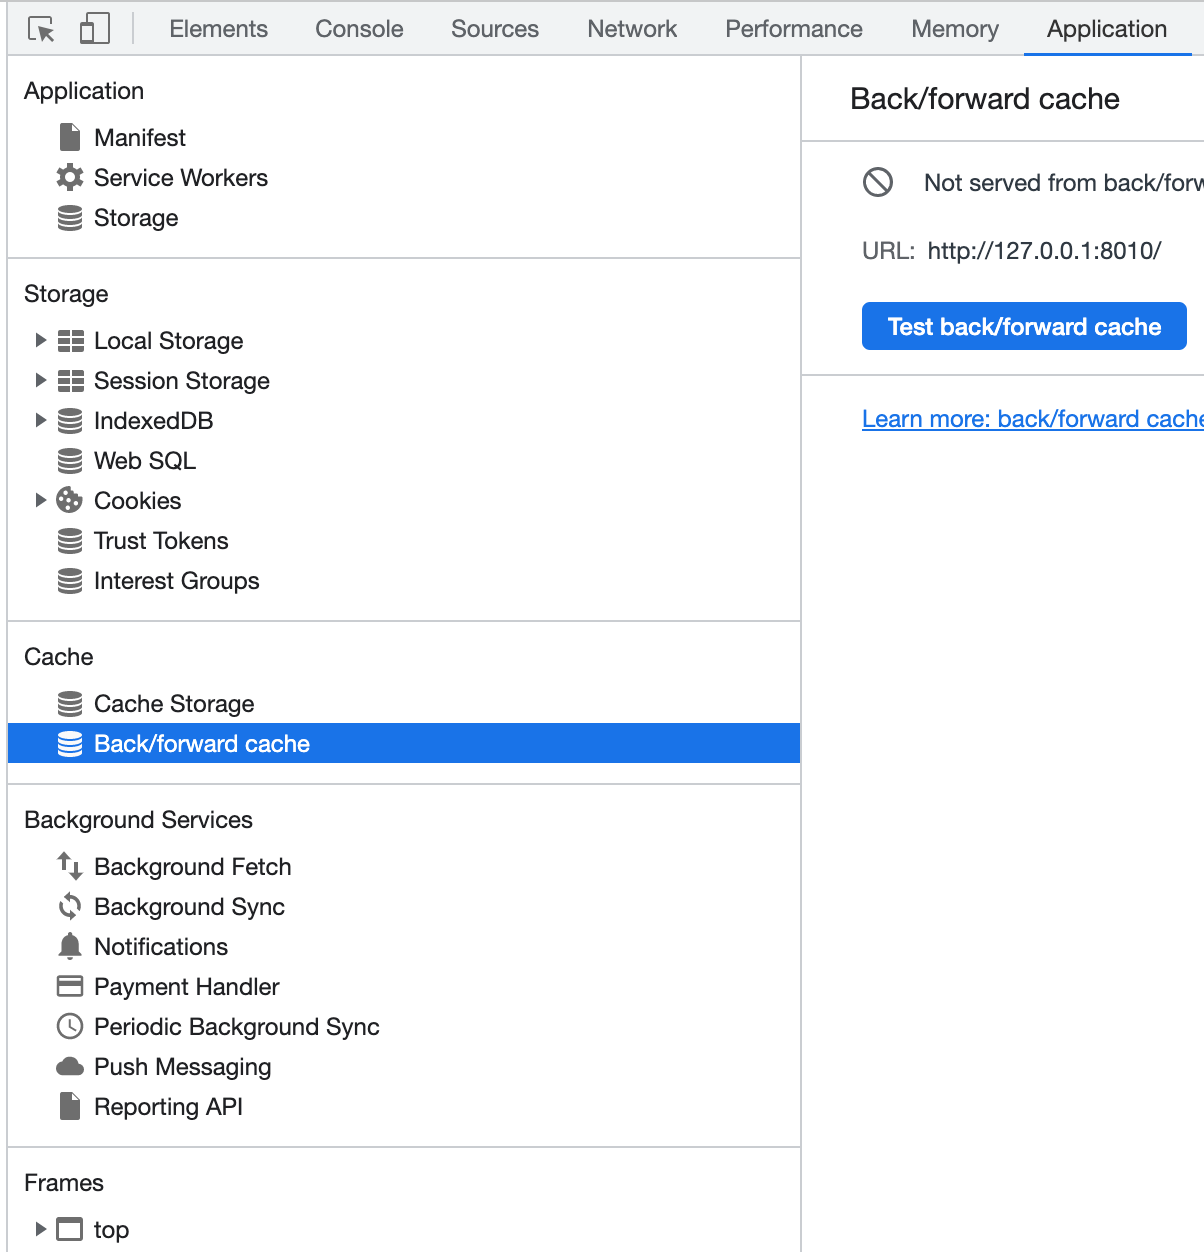 Elements Console Sources Network Performance Memory Application
Application
Manifest
Service Workers
Storage
Storage
Local Storage
Session Storage
IndexedDB
Web SQL
Cookies
Trust Tokens
Interest Groups
Cache
Cache Storage
Back/forward cache
Background Services
Background Fetch
Background Sync
Notifications
Payment Handler
Periodic Background Sync
Push Messaging
Reporting API
Frames
top
Back/forward cache
Not served from back/forw
URL: http://127.0.0.1:8010/
Test back/forward cache
Learn more: back/forward cache